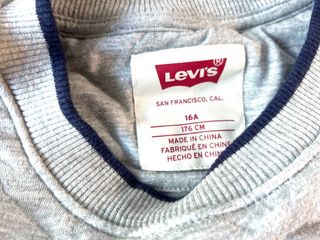 Levi's®
SAN FRANCISCO, CAL.
16A
176 CM
MADE IN CHINA
FABRIQUÉ EN CHINE
HECHO EN CHINA